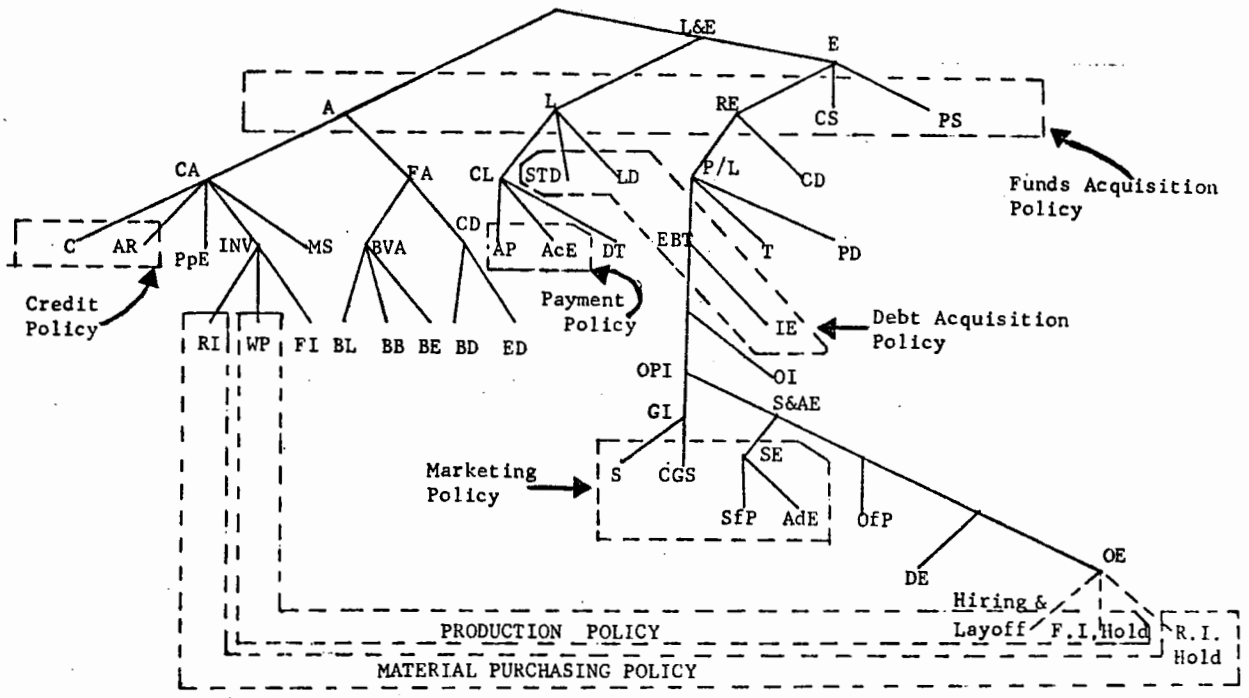 L&E
E
A
L
RE
CS
PS
CA
FA
CL
STD
LD
P/L
CD
Funds Acquisition
Policy
C
AR
PpE
INV
MS
BVA
CD
AP
AcE
DT
EBT
T
PD
Credit
Policy
Payment
Policy
RI
WP
FI
BL
BB
BE
BD
ED
IE
Debt Acquisition
Policy
OPI
OI
GI
S&AE
Marketing
Policy
S
CGS
SE
SfP
AdE
OfP
DE
OE
Hiring &
Layoff
F.I.Hold
R.I.
Hold
PRODUCTION POLICY
MATERIAL PURCHASING POLICY